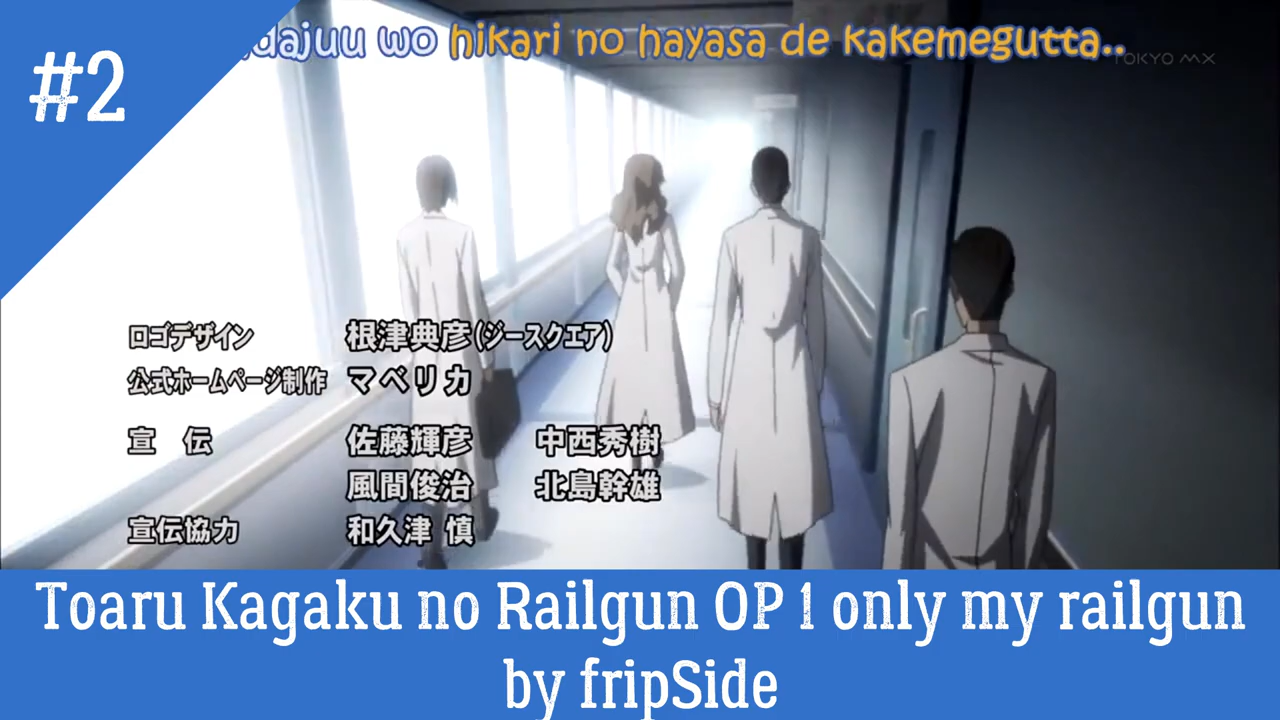 #2
wo hikari no hayasa de kakemegutta..
TOKYO MX
ロゴデザイン 根津典彦(ジースクエア)
公式ホームページ制作 マベリカ
宣 伝 佐藤輝彦 中西秀樹
風間俊治 北島幹雄
宣伝協力 和久津 慎
Toaru Kagaku no Railgun OP 1 only my railgun
by fripSide